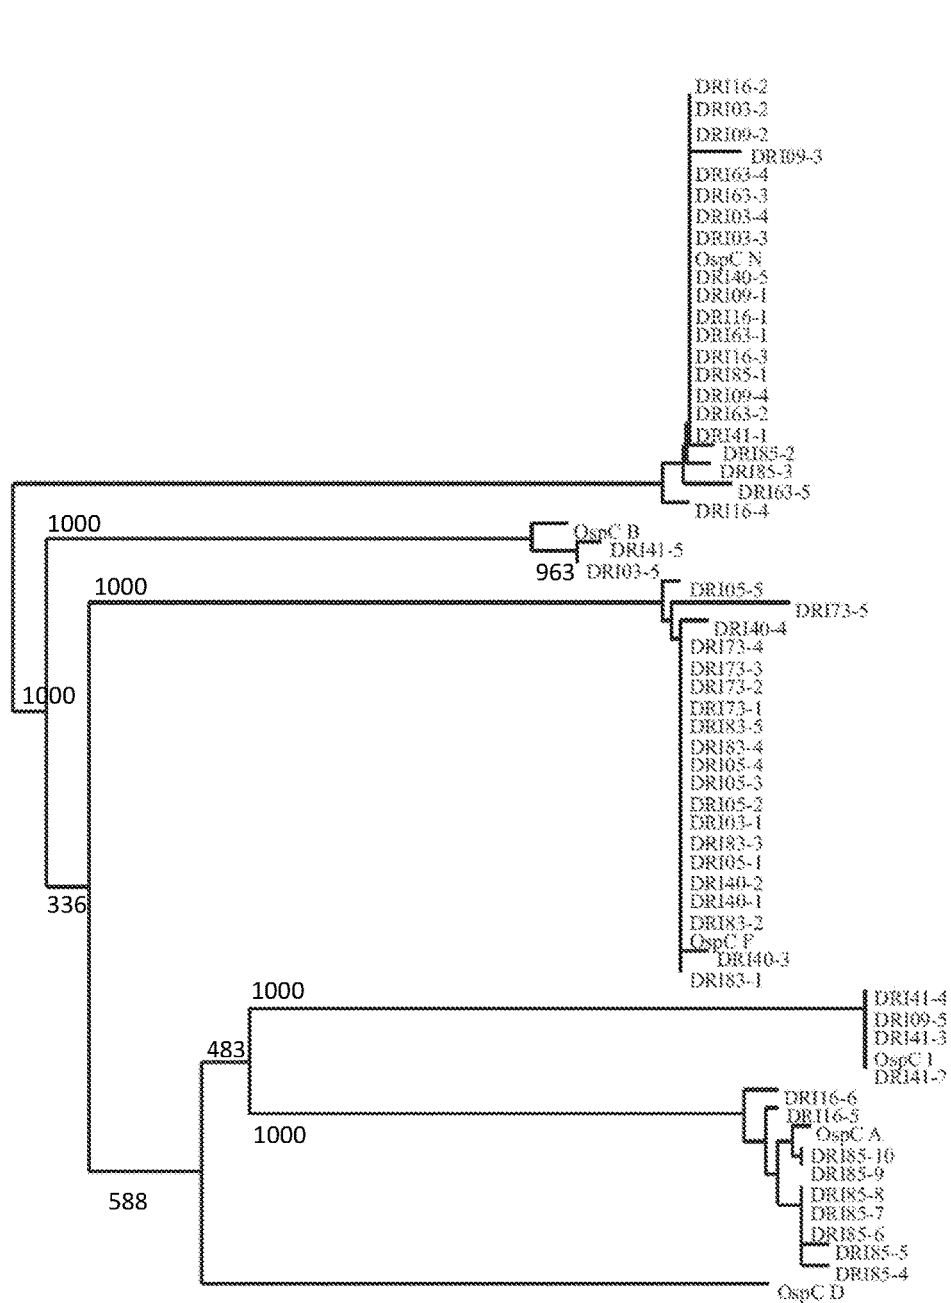 DRI16-2
DRI03-2
DRI09-2
DRI09-3
DRI63-4
DRI63-3
DRI03-4
DRI03-3
OspC N
DRI40-5
DRI09-1
DRI16-1
DRI63-1
DRI16-3
DRI85-1
DRI09-4
DRI63-2
DRI41-1
DRI85-2
DRI85-3
DRI63-5
DRI16-4
1000
OspC B
DRI41-5
963 DRI03-5
1000
DRI05-5
DRI73-5
DRI40-4
DRI73-4
DRI73-3
DRI73-2
1000
DRI73-1
DRI83-5
DRI83-4
DRI05-4
DRI05-3
DRI05-2
DRI03-1
DRI83-3
DRI05-1
DRI40-2
DRI40-1
336
DRI83-2
OspC F
DRI40-3
DRI83-1
1000
DRI41-4
DRI09-5
DRI41-3
483
OspC I
DRI41-2
DRI16-6
DRI16-5
1000
OspC A
DRI85-10
DRI85-9
DRI85-8
588
DRI85-7
DRI85-6
DRI85-5
DRI85-4
OspC D